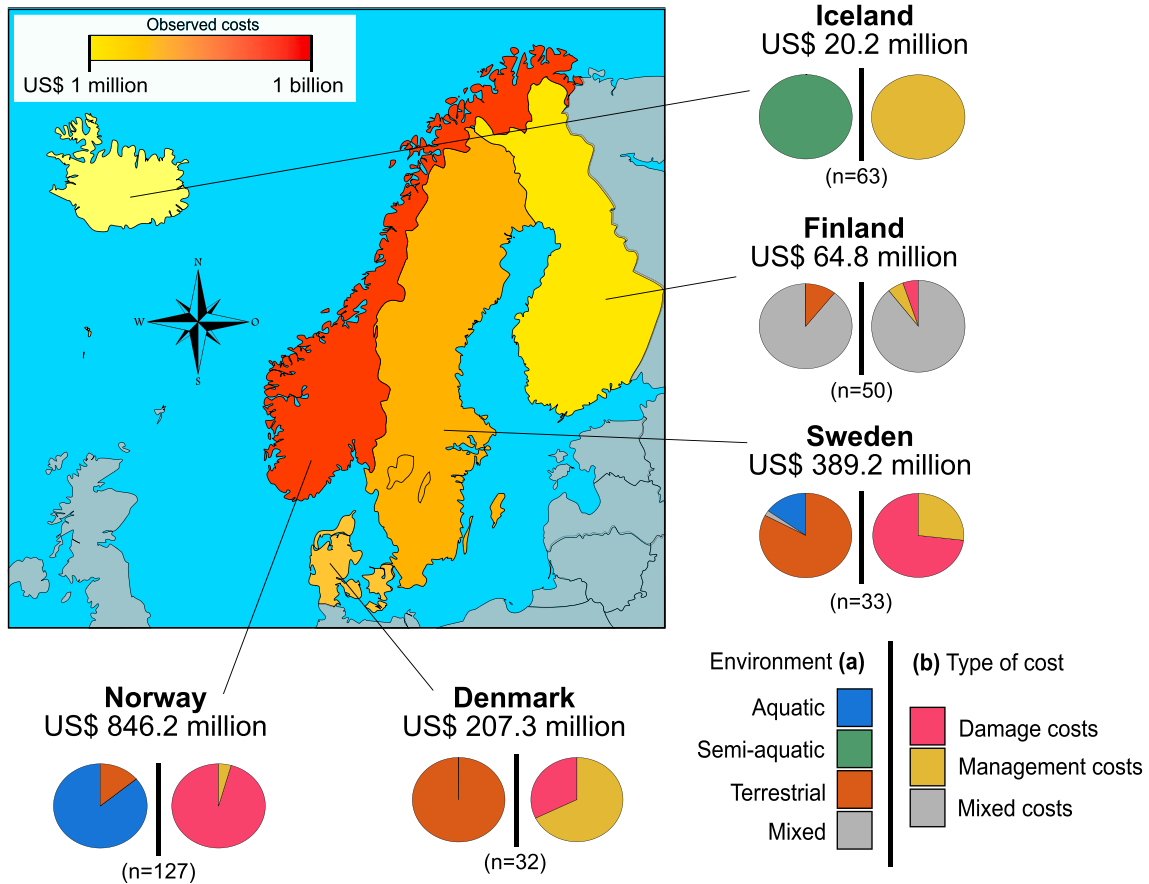 Observed costs
US$ 1 million
1 billion
N
W
O
S
Iceland
US$ 20.2 million
(n=63)
Finland
US$ 64.8 million
(n=50)
Sweden
US$ 389.2 million
(n=33)
Norway
US$ 846.2 million
(n=127)
Denmark
US$ 207.3 million
(n=32)
Environment (a)
Aquatic
Semi-aquatic
Terrestrial
Mixed
(b) Type of cost
Damage costs
Management costs
Mixed costs